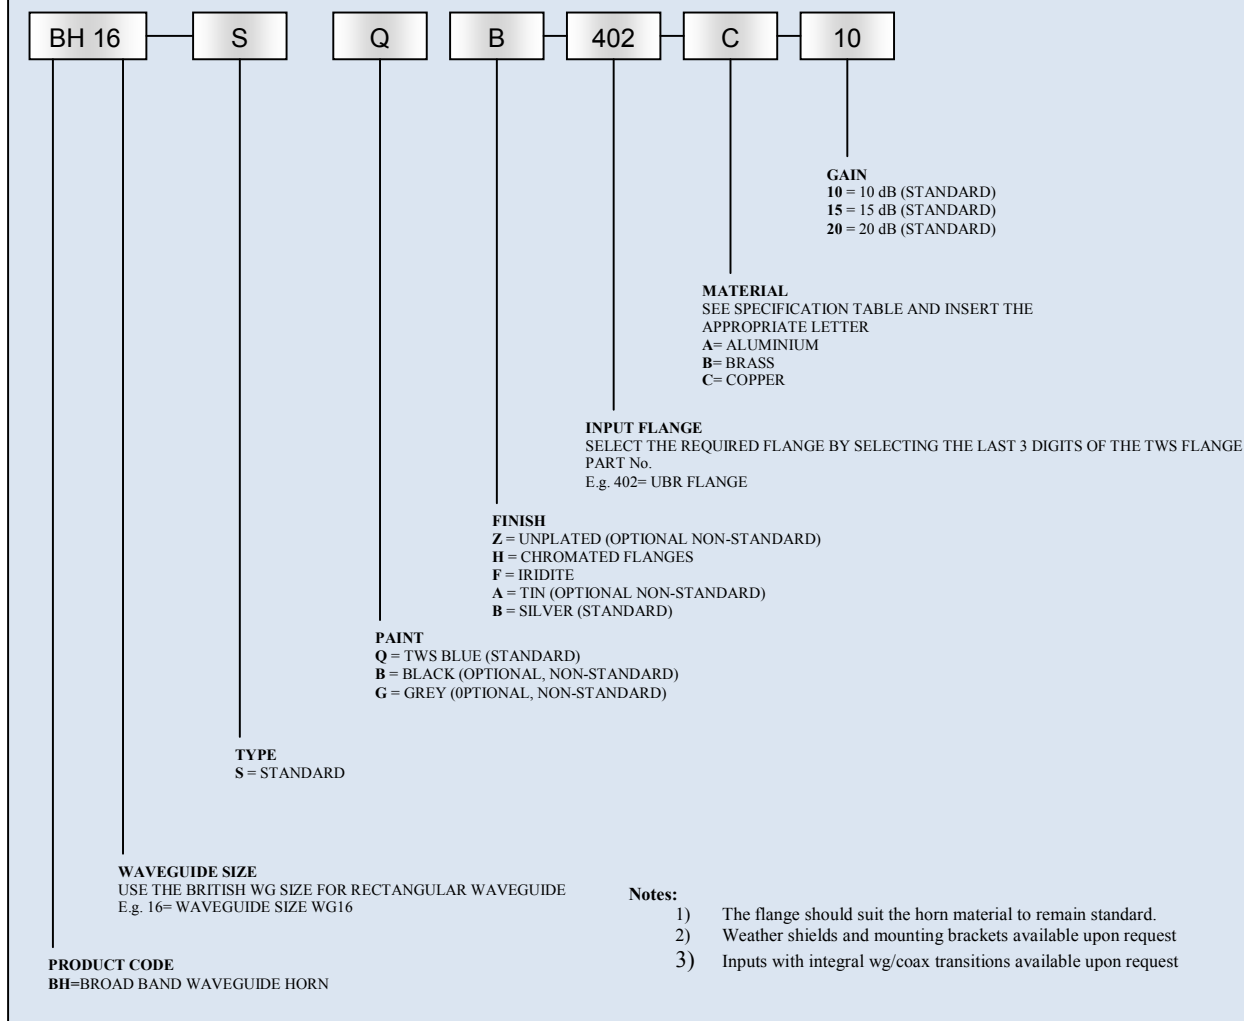 BH 16 S Q B 402 C 10
GAIN
10 = 10 dB (STANDARD)
15 = 15 dB (STANDARD)
20 = 20 dB (STANDARD)
MATERIAL
SEE SPECIFICATION TABLE AND INSERT THE
APPROPRIATE LETTER
A= ALUMINIUM
B= BRASS
C= COPPER
INPUT FLANGE
SELECT THE REQUIRED FLANGE BY SELECTING THE LAST 3 DIGITS OF THE TWS FLANGE
PART No.
E.g. 402= UBR FLANGE
FINISH
Z = UNPLATED (OPTIONAL NON-STANDARD)
H = CHROMATED FLANGES
F = IRIDITE
A = TIN (OPTIONAL NON-STANDARD)
B = SILVER (STANDARD)
PAINT
Q = TWS BLUE (STANDARD)
B = BLACK (OPTIONAL, NON-STANDARD)
G = GREY (0PTIONAL, NON-STANDARD)
TYPE
S = STANDARD
WAVEGUIDE SIZE
USE THE BRITISH WG SIZE FOR RECTANGULAR WAVEGUIDE
E.g. 16= WAVEGUIDE SIZE WG16
PRODUCT CODE
BH=BROAD BAND WAVEGUIDE HORN
Notes:
1) The flange should suit the horn material to remain standard.
2) Weather shields and mounting brackets available upon request
3) Inputs with integral wg/coax transitions available upon request